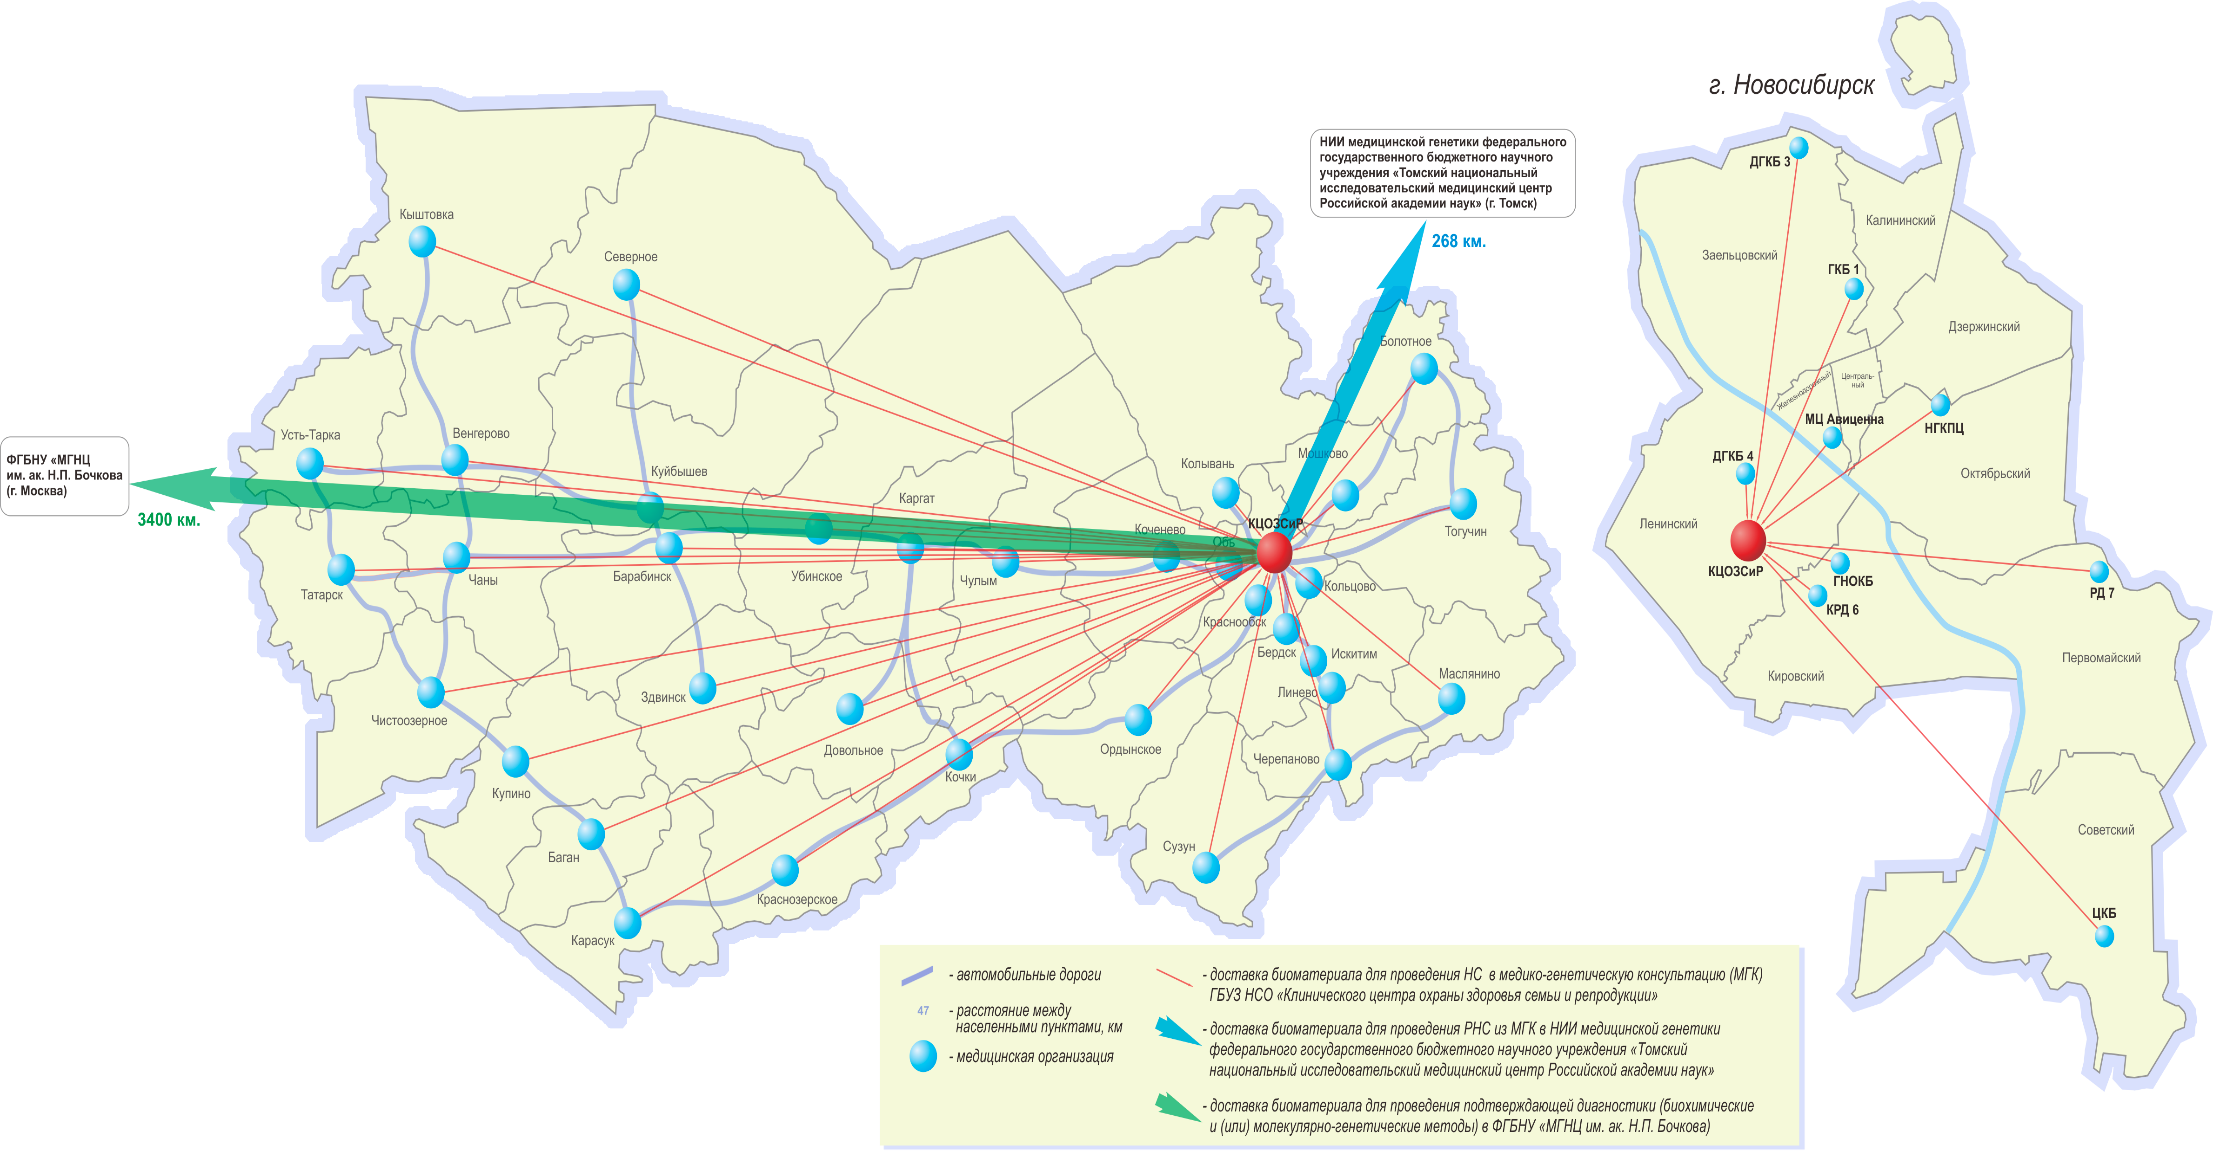 г. Новосибирск
НИИ медицинской генетики федерального
государственного бюджетного научного
учреждения «Томский национальный
исследовательский медицинский центр
Российской академии наук» (г. Томск)
268 км.
ФГБНУ «МГНЦ
им. ак. Н.П. Бочкова
(г. Москва)
3400 км.
Кыштовка
Северное
Болотное
Усть-Тарка
Венгерово
Куйбышев
Колывань
Мошково
Каргат
Коченево
КЦОЗСиР
Обь
Тогучин
Татарск
Чаны
Барабинск
Убинское
Чулым
Кольцово
Краснообск
Бердск
Искитим
Линево
Маслянино
Чистоозерное
Здвинск
Довольное
Ордынское
Черепаново
Купино
Кочки
Баган
Сузун
Краснозерское
Карасук
ДГКБ 3
Калининский
Заельцовский
ГКБ 1
Дзержинский
Железнодорожный
Централь-
ный
МЦ Авиценна
НГКПЦ
ДГКБ 4
Октябрьский
Ленинский
КЦОЗСиР
ГНОКБ
КРД 6
РД 7
Первомайский
Кировский
Советский
ЦКБ
- автомобильные дороги
47 - расстояние между
населенными пунктами, км
- медицинская организация
- доставка биоматериала для проведения НС в медико-генетическую консультацию (МГК)
ГБУЗ НСО «Клинического центра охраны здоровья семьи и репродукции»
- доставка биоматериала для проведения РНС из МГК в НИИ медицинской генетики
федерального государственного бюджетного научного учреждения «Томский
национальный исследовательский медицинский центр Российской академии наук»
- доставка биоматериала для проведения подтверждающей диагностики (биохимические
и (или) молекулярно-генетические методы) в ФГБНУ «МГНЦ им. ак. Н.П. Бочкова)